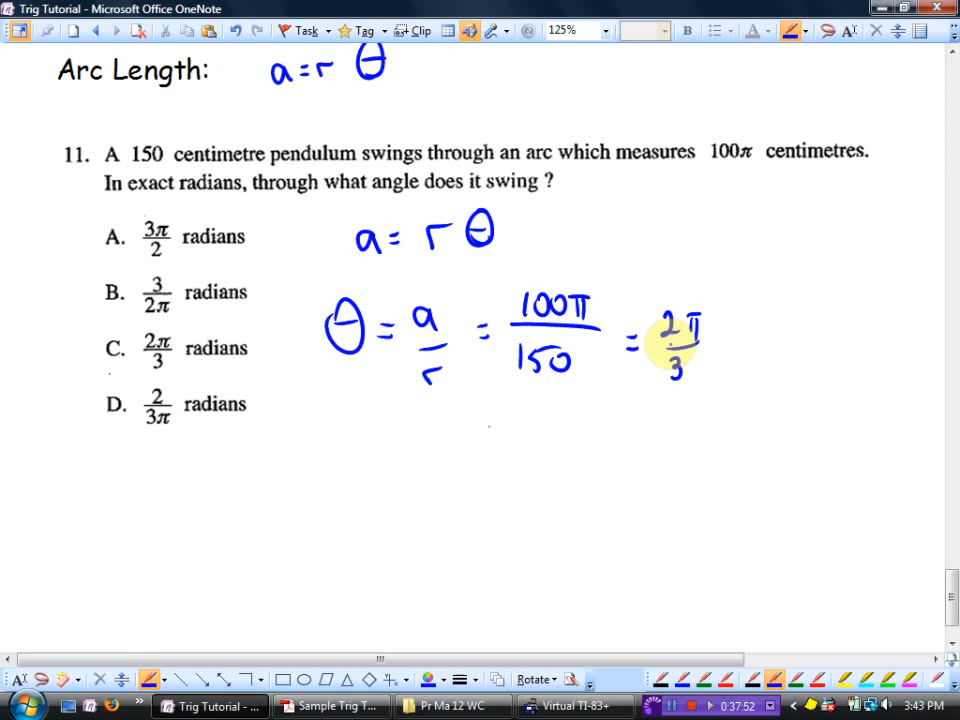 Trig Tutorial - Microsoft Office OneNote
Task Tag Clip 125% B A
Arc Length: a = r θ
11. A 150 centimetre pendulum swings through an arc which measures 100π centimetres.
In exact radians, through what angle does it swing ?
A. 3π/2 radians
a = r θ
B. 3/2π radians
θ = a/r = 100π/150 = 2π/3
C. 2π/3 radians
D. 2/3π radians
Rotate
Trig Tutorial - ... Sample Trig T... Pr Ma 12 WC Virtual TI-83+ 0:37:52 3:43 PM